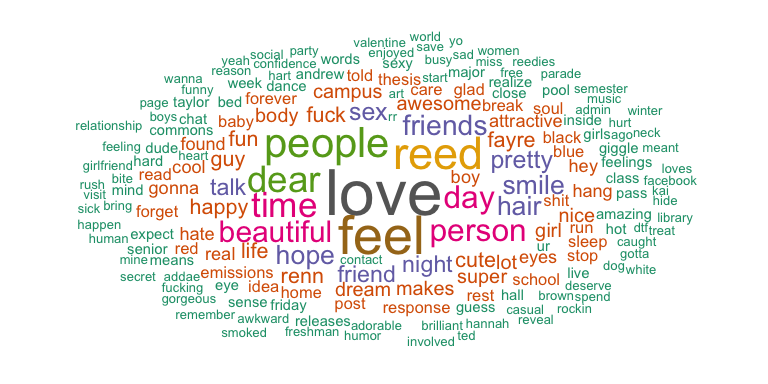 valentine world yo
social party enjoyed save women
yeah confidence words sexy busy sad miss reedies
reason hart andrew told thesis start major free parade
wanna week dance campus art care glad realize close pool semester
funny forever awesome break soul music
page taylor bed body fuck sex rr admin winter
boys chat baby friends attractive inside ago hurt
relationship commons fun people reed fayre black girls neck
feeling dude found giggle meant
girlfriend hard heart cool guy dear pretty blue hey feelings loves
rush bite read boy smile class facebook
visit mind gonna talk love day hang pass kai
sick bring forget happy time hair shit hide
happen nice amazing library
human expect hate beautiful feel person girl run hot dtf treat
senior red real life ur sleep caught
mine means hope contact night cute lot eyes stop gotta
secret addae emissions renn friend super school live dog white
fucking eye idea dream makes deserve
gorgeous sense friday home post response guess rest hall brown spend
remember awkward releases adorable casual rockin
smoked freshman humor brilliant hannah reveal
involved ted